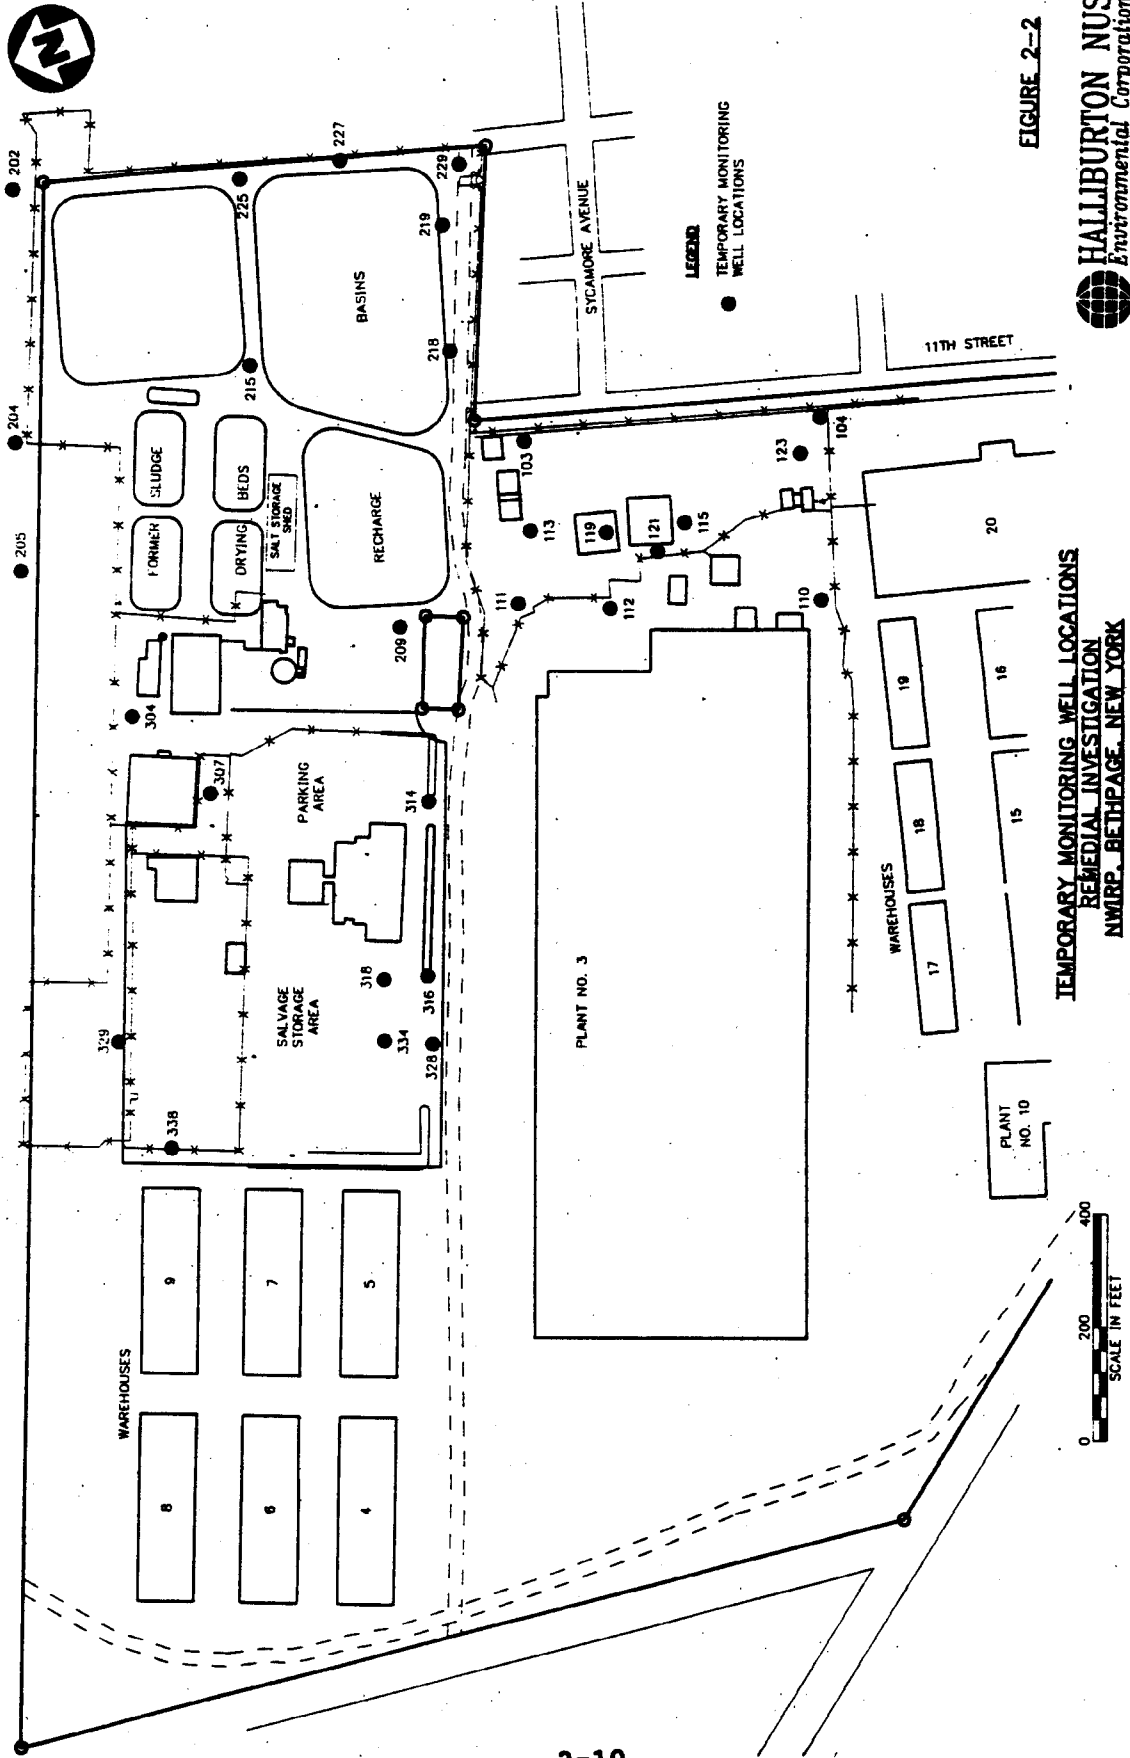 N
202
204
205
227
225
229
219
218
215
BASINS
SLUDGE
BEDS
FORMER
DRYING
SALT STORAGE
SHED
RECHARGE
209
304
307
PARKING
AREA
314
318
316
334
328
SALVAGE
STORAGE
AREA
329
338
103
113
119
121
115
123
104
111
112
110
SYCAMORE AVENUE
11TH STREET
LEGEND
TEMPORARY MONITORING
WELL LOCATIONS
20
19
18
17
16
15
WAREHOUSES
PLANT NO. 3
PLANT
NO. 10
WAREHOUSES
9
7
5
8
6
4
0 200 400
SCALE IN FEET
TEMPORARY MONITORING WELL LOCATIONS
REMEDIAL INVESTIGATION
NWIRP, BETHPAGE, NEW YORK
FIGURE 2-2
HALLIBURTON NUS
Environmental Corporation